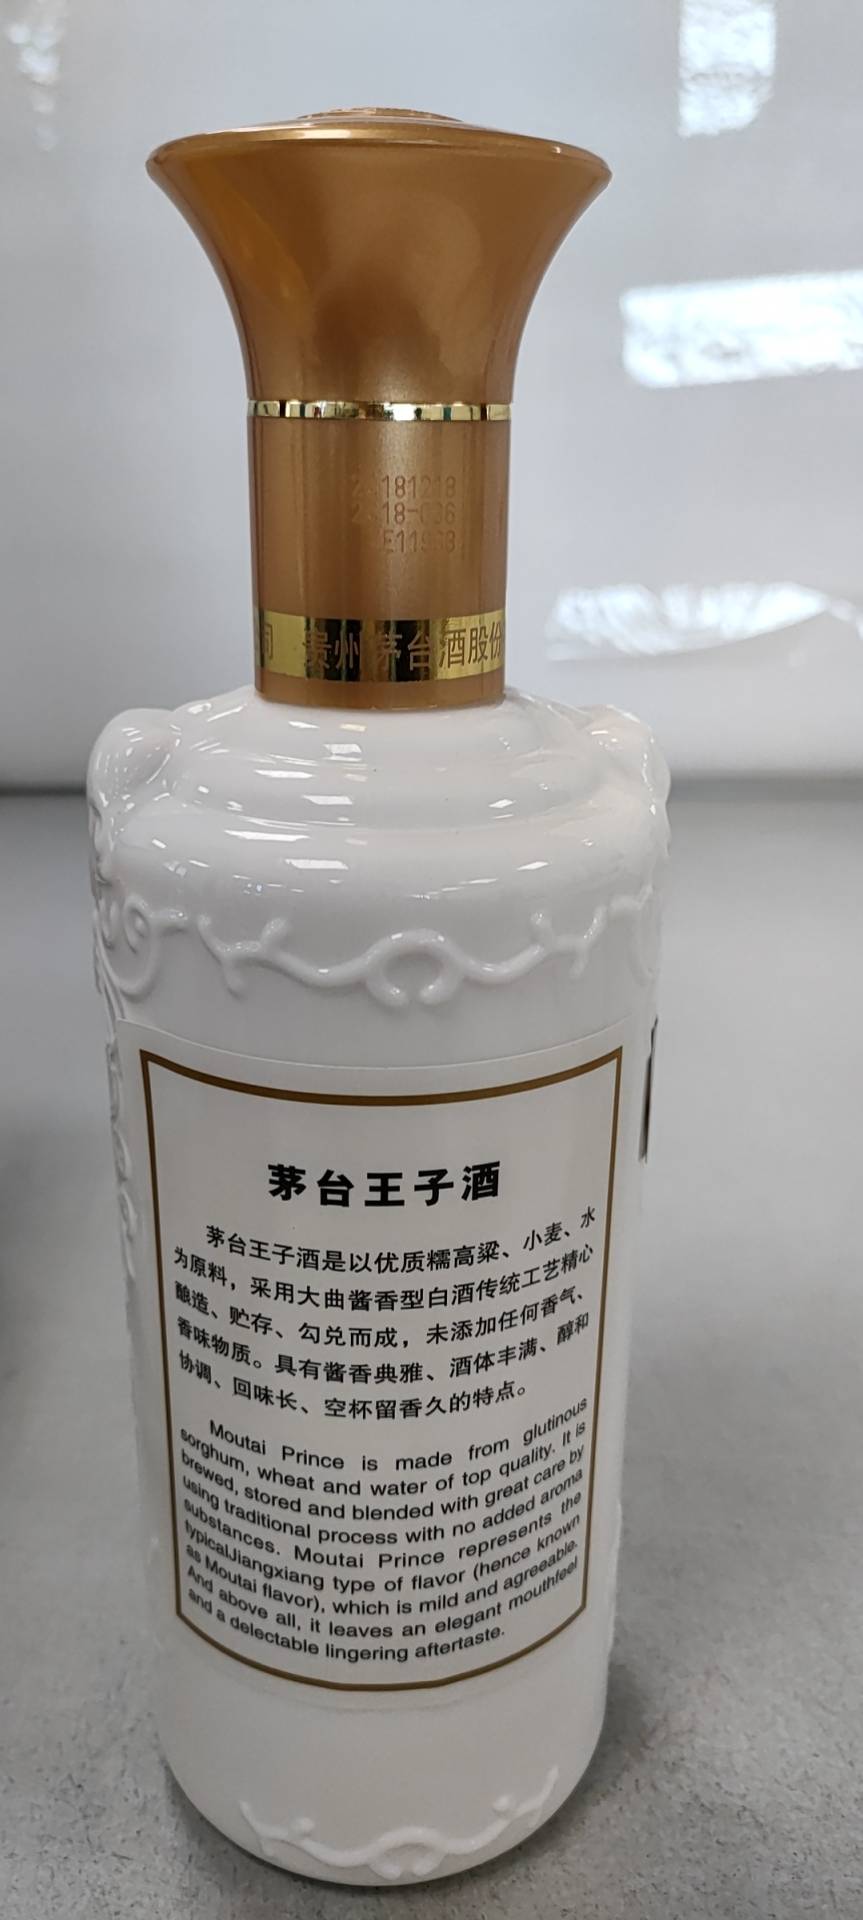 20181218
2018-036
司 贵州茅台酒股份
茅台王子酒
茅台王子酒是以优质糯高粱、小麦、水
为原料，采用大曲酱香型白酒传统工艺精心
酿造、贮存、勾兑而成，未添加任何香气、
香味物质。具有酱香典雅、酒体丰满、醇和
协调、回味长、空杯留香久的特点。
Moutai Prince is made from glutinous
sorghum, wheat and water of top quality. It is
brewed, stored and blended with great care by
using traditional process with no added aroma
substances. Moutai Prince represents the
typicalJiangxiang type of flavor (hence known
as Moutai flavor), which is mild and agreeable.
And above all, it leaves an elegant mouthfeel
and a delectable lingering aftertaste.